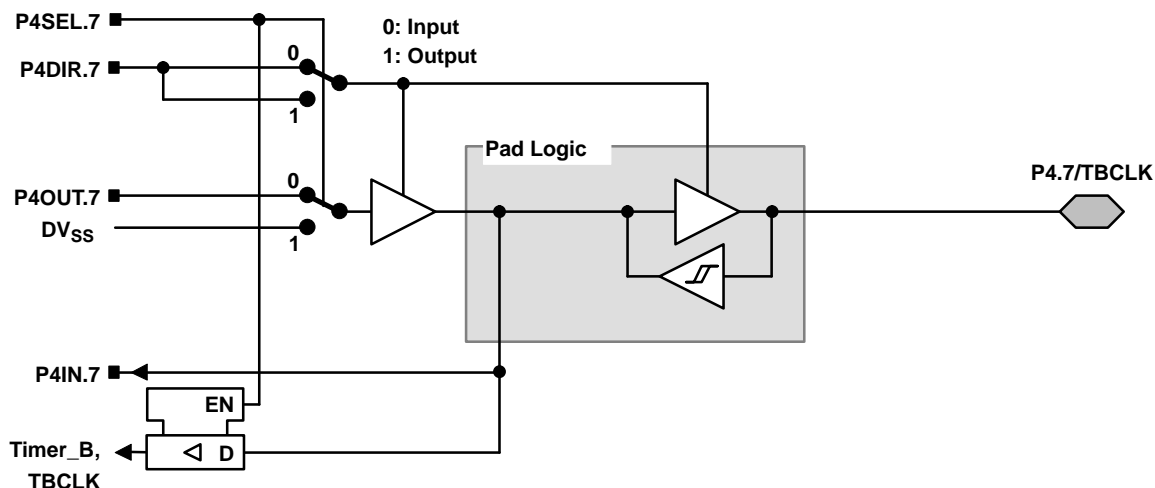 P4SEL.7
0: Input
1: Output
0
P4DIR.7
1
Pad Logic
P4.7/TBCLK
0
P4OUT.7
DVSS
1
P4IN.7
EN
Timer_B,
TBCLK
D